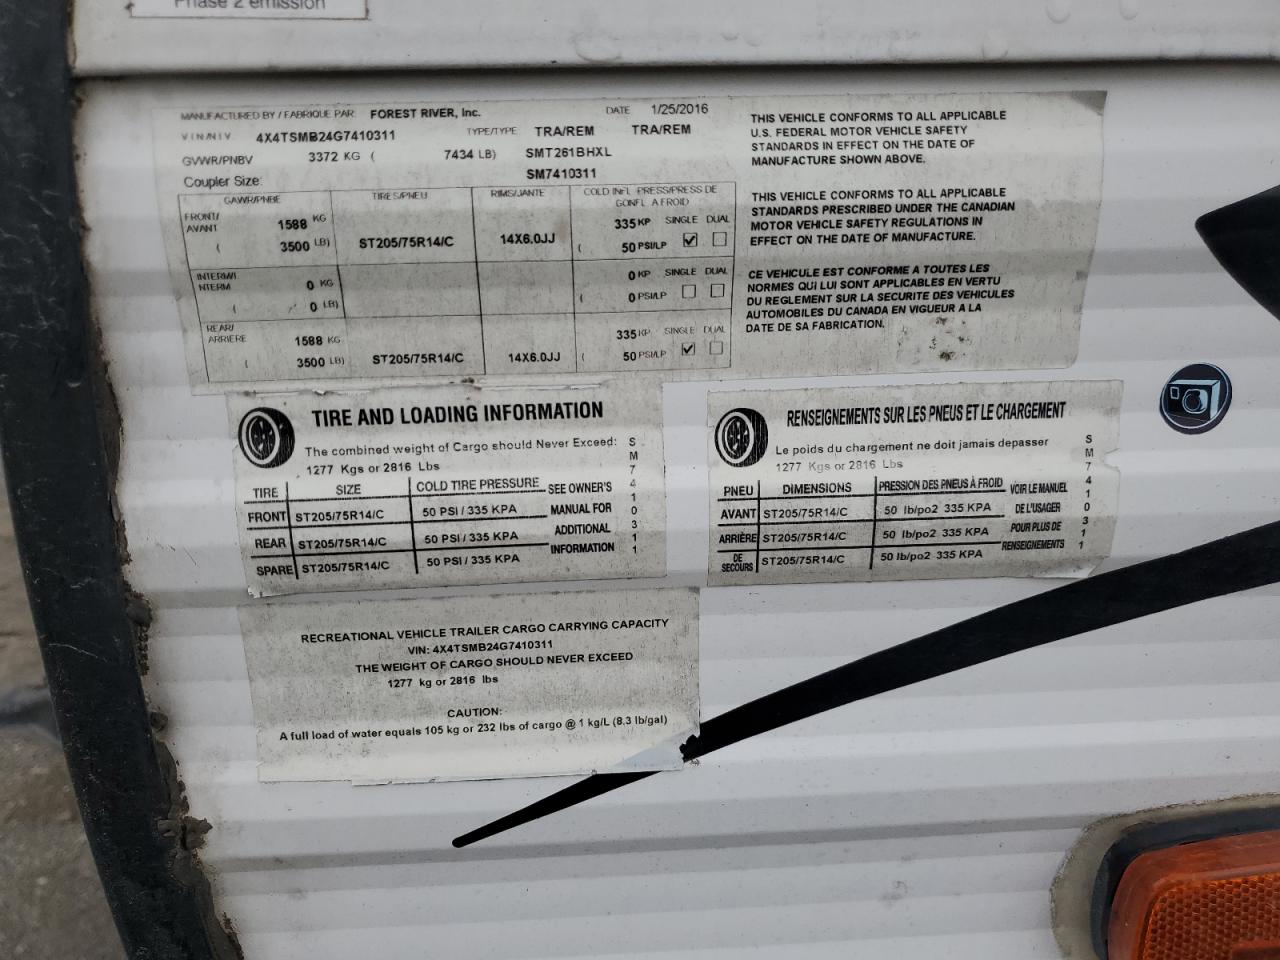 Phase 2 emission
MANUFACTURED BY / FABRIQUE PAR FOREST RIVER, Inc. DATE 1/25/2016
V I N / N I V. 4X4TSMB24G7410311 TYPE/TYPE TRA/REM TRA/REM
GVWR/PNBV 3372 KG ( 7434 LB) SMT261BHXL
Coupler Size: SM7410311
GAWR/PNBE TIRES/PNEU RIMS/JANTE COLD INFL. PRESS/PRESS DE
GONFL. A FROID)
FRONT/
AVANT 1588 KG 335 KP SINGLE DUAL
( 3500 LB) ST205/75R14/C 14X6.0JJ ( 50 PSI/LP
INTERM/
INTERM 0 KG 0 KP SINGLE DUAL
( 0 LB) ( 0 PSI/LP
REAR/
ARRIERE 1588 KG 335 KP SINGLE DUAL
( 3500 LB) ST205/75R14/C 14X6.0JJ ( 50 PSI/LP
THIS VEHICLE CONFORMS TO ALL APPLICABLE
U.S. FEDERAL MOTOR VEHICLE SAFETY
STANDARDS IN EFFECT ON THE DATE OF
MANUFACTURE SHOWN ABOVE.
THIS VEHICLE CONFORMS TO ALL APPLICABLE
STANDARDS PRESCRIBED UNDER THE CANADIAN
MOTOR VEHICLE SAFETY REGULATIONS IN
EFFECT ON THE DATE OF MANUFACTURE.
CE VEHICULE EST CONFORME A TOUTES LES
NORMES QUI LUI SONT APPLICABLES EN VERTU
DU REGLEMENT SUR LA SECURITE DES VEHICULES
AUTOMOBILES DU CANADA EN VIGUEUR A LA
DATE DE SA FABRICATION.
TIRE AND LOADING INFORMATION
The combined weight of Cargo should Never Exceed:
1277 Kgs or 2816 Lbs
TIRE SIZE COLD TIRE PRESSURE SEE OWNER'S
FRONT ST205/75R14/C 50 PSI / 335 KPA MANUAL FOR
REAR ST205/75R14/C 50 PSI / 335 KPA ADDITIONAL
SPARE ST205/75R14/C 50 PSI / 335 KPA INFORMATION
SM7410311
RENSEIGNEMENTS SUR LES PNEUS ET LE CHARGEMENT
Le poids du chargement ne doit jamais depasser
1277 Kgs or 2816 Lbs
PNEU DIMENSIONS PRESSION DES PNEUS À FROID VOIR LE MANUEL
AVANT ST205/75R14/C 50 lb/po2 335 KPA DE L'USAGER
ARRIÈRE ST205/75R14/C 50 lb/po2 335 KPA POUR PLUS DE
DE
SECOURS ST205/75R14/C 50 lb/po2 335 KPA RENSEIGNEMENTS
SM7410311
RECREATIONAL VEHICLE TRAILER CARGO CARRYING CAPACITY
VIN: 4X4TSMB24G7410311
THE WEIGHT OF CARGO SHOULD NEVER EXCEED
1277 kg or 2816 lbs
CAUTION:
A full load of water equals 105 kg or 232 lbs of cargo @ 1 kg/L (8.3 lb/gal)